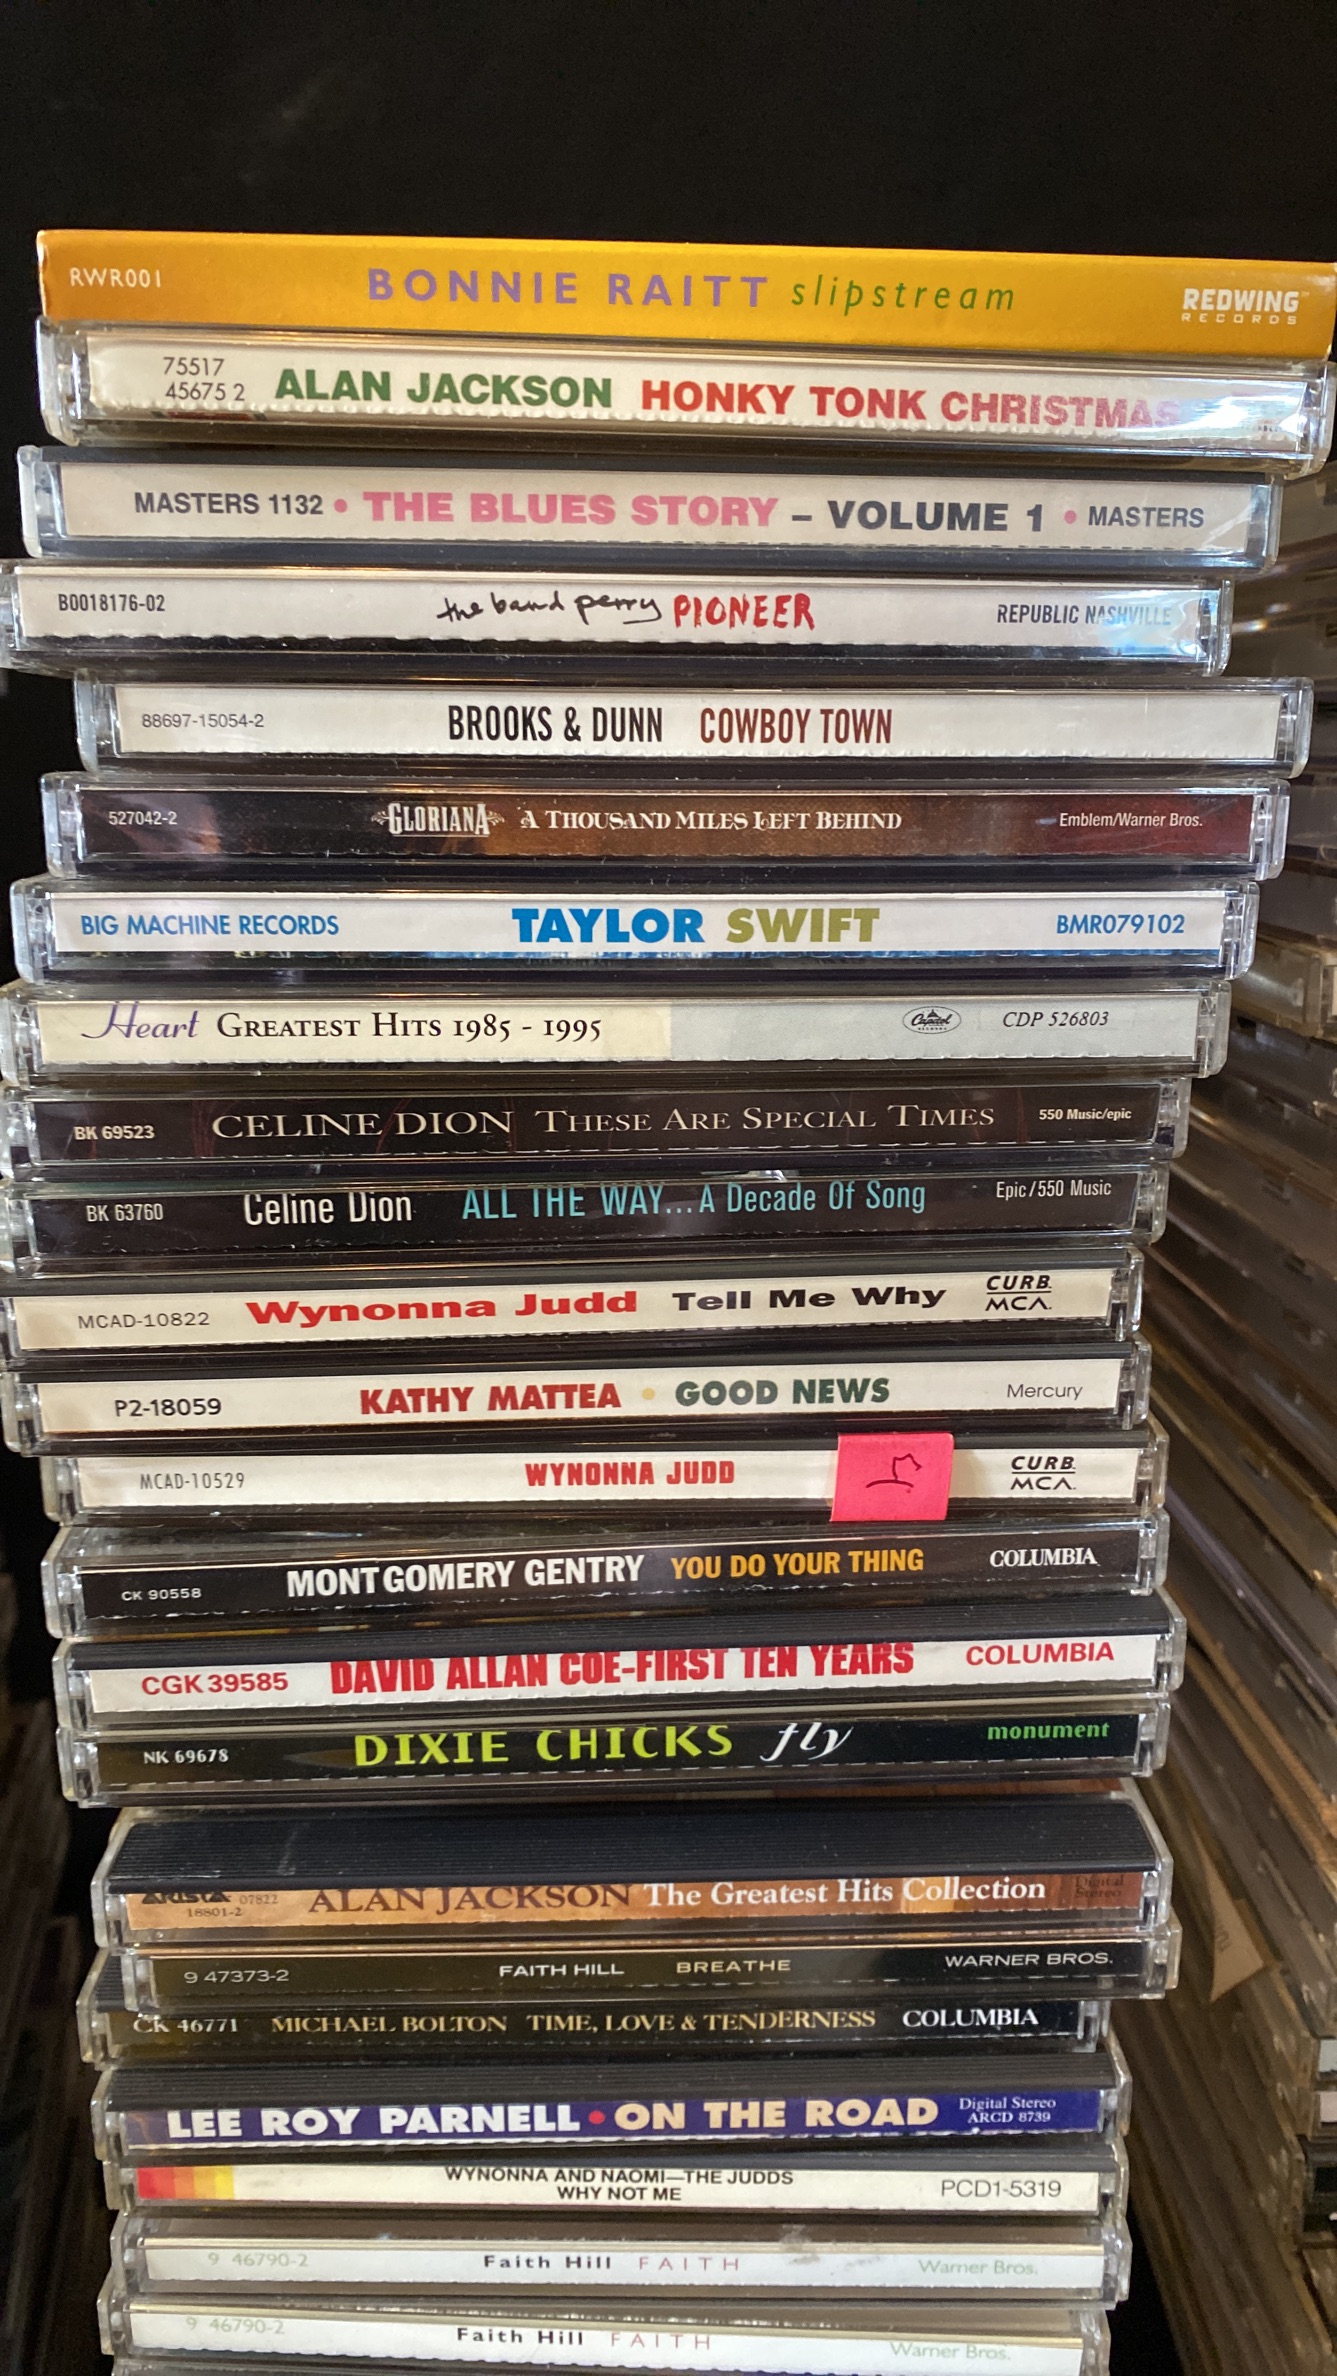 RWR001 BONNIE RAITT slipstream REDWING
RECORDS
75517
45675 2 ALAN JACKSON HONKY TONK CHRISTMAS
MASTERS 1132 • THE BLUES STORY – VOLUME 1 • MASTERS
B0018176-02 the band perry PIONEER REPUBLIC NASHVILLE
88697-15054-2 BROOKS & DUNN COWBOY TOWN
527042-2 GLORIANA A THOUSAND MILES LEFT BEHIND Emblem/Warner Bros.
BIG MACHINE RECORDS TAYLOR SWIFT BMR079102
Heart GREATEST HITS 1985 - 1995 Capitol CDP 526803
BK 69523 CELINE DION THESE ARE SPECIAL TIMES 550 Music/epic
BK 63760 Celine Dion ALL THE WAY...A Decade Of Song Epic/550 Music
MCAD-10822 Wynonna Judd Tell Me Why CURB
MCA
P2-18059 KATHY MATTEA • GOOD NEWS Mercury
MCAD-10529 WYNONNA JUDD CURB
MCA
CK 90558 MONTGOMERY GENTRY YOU DO YOUR THING COLUMBIA
CGK 39585 DAVID ALLAN COE-FIRST TEN YEARS COLUMBIA
NK 69678 DIXIE CHICKS fly monument
ARISTA 07822
18801-2 ALAN JACKSON The Greatest Hits Collection Digital
Stereo
9 47373-2 FAITH HILL BREATHE WARNER BROS.
CK 46771 MICHAEL BOLTON TIME, LOVE & TENDERNESS COLUMBIA
LEE ROY PARNELL • ON THE ROAD Digital Stereo
ARCD 8739
WYNONNA AND NAOMI—THE JUDDS
WHY NOT ME PCD1-5319
9 46790-2 Faith Hill FAITH Warner Bros.
9 46790-2 Faith Hill FAITH Warner Bros.